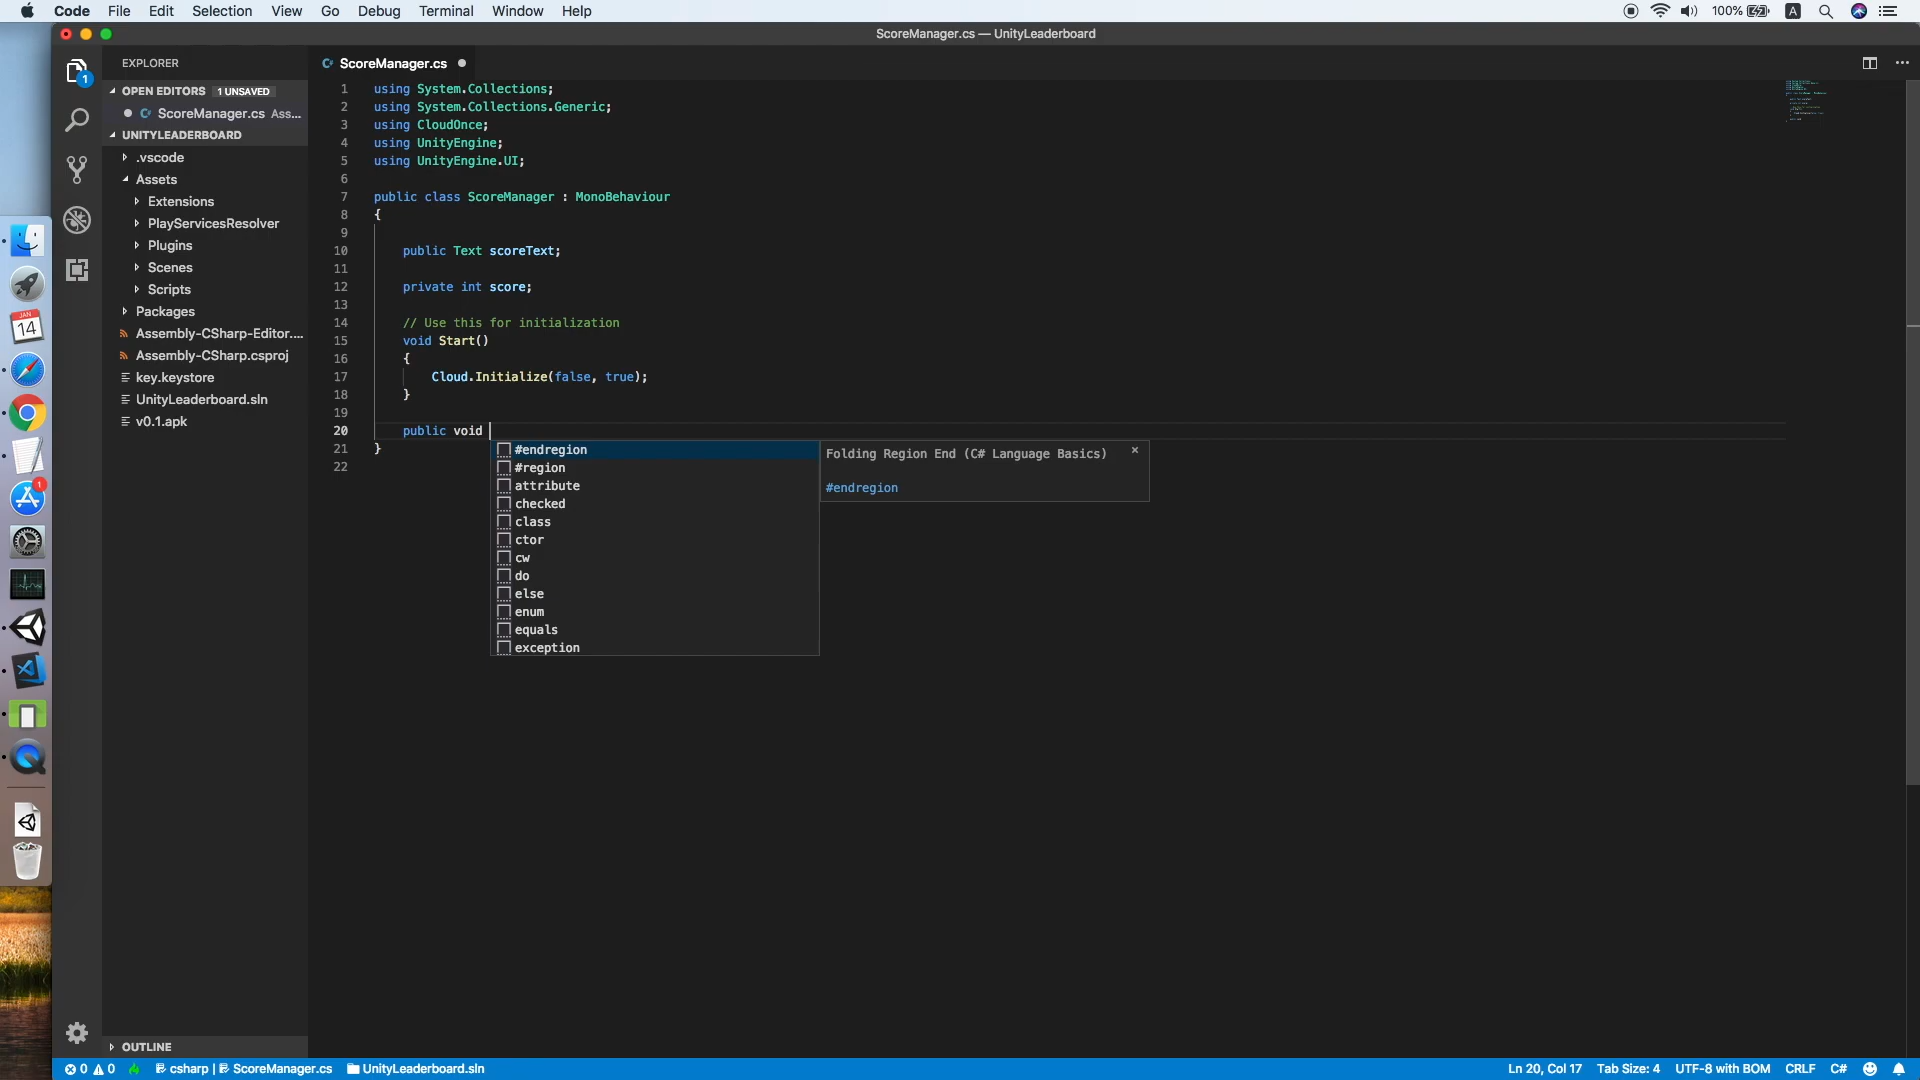 Code File Edit Selection View Go Debug Terminal Window Help 100% A
ScoreManager.cs — UnityLeaderboard
EXPLORER
OPEN EDITORS 1 UNSAVED
ScoreManager.cs Ass...
UNITYLEADERBOARD
.vscode
Assets
Extensions
PlayServicesResolver
Plugins
Scenes
Scripts
Packages
Assembly-CSharp-Editor....
Assembly-CSharp.csproj
key.keystore
UnityLeaderboard.sln
v0.1.apk
OUTLINE
1
JAN
14
1
ScoreManager.cs
1 using System.Collections;
2 using System.Collections.Generic;
3 using CloudOnce;
4 using UnityEngine;
5 using UnityEngine.UI;
6
7 public class ScoreManager : MonoBehaviour
8 {
9
10 public Text scoreText;
11
12 private int score;
13
14 // Use this for initialization
15 void Start()
16 {
17 Cloud.Initialize(false, true);
18 }
19
20 public void
21 }
22
#endregion
#region
attribute
checked
class
ctor
cw
do
else
enum
equals
exception
Folding Region End (C# Language Basics) ×
#endregion
0 0 csharp | ScoreManager.cs UnityLeaderboard.sln Ln 20, Col 17 Tab Size: 4 UTF-8 with BOM CRLF C#